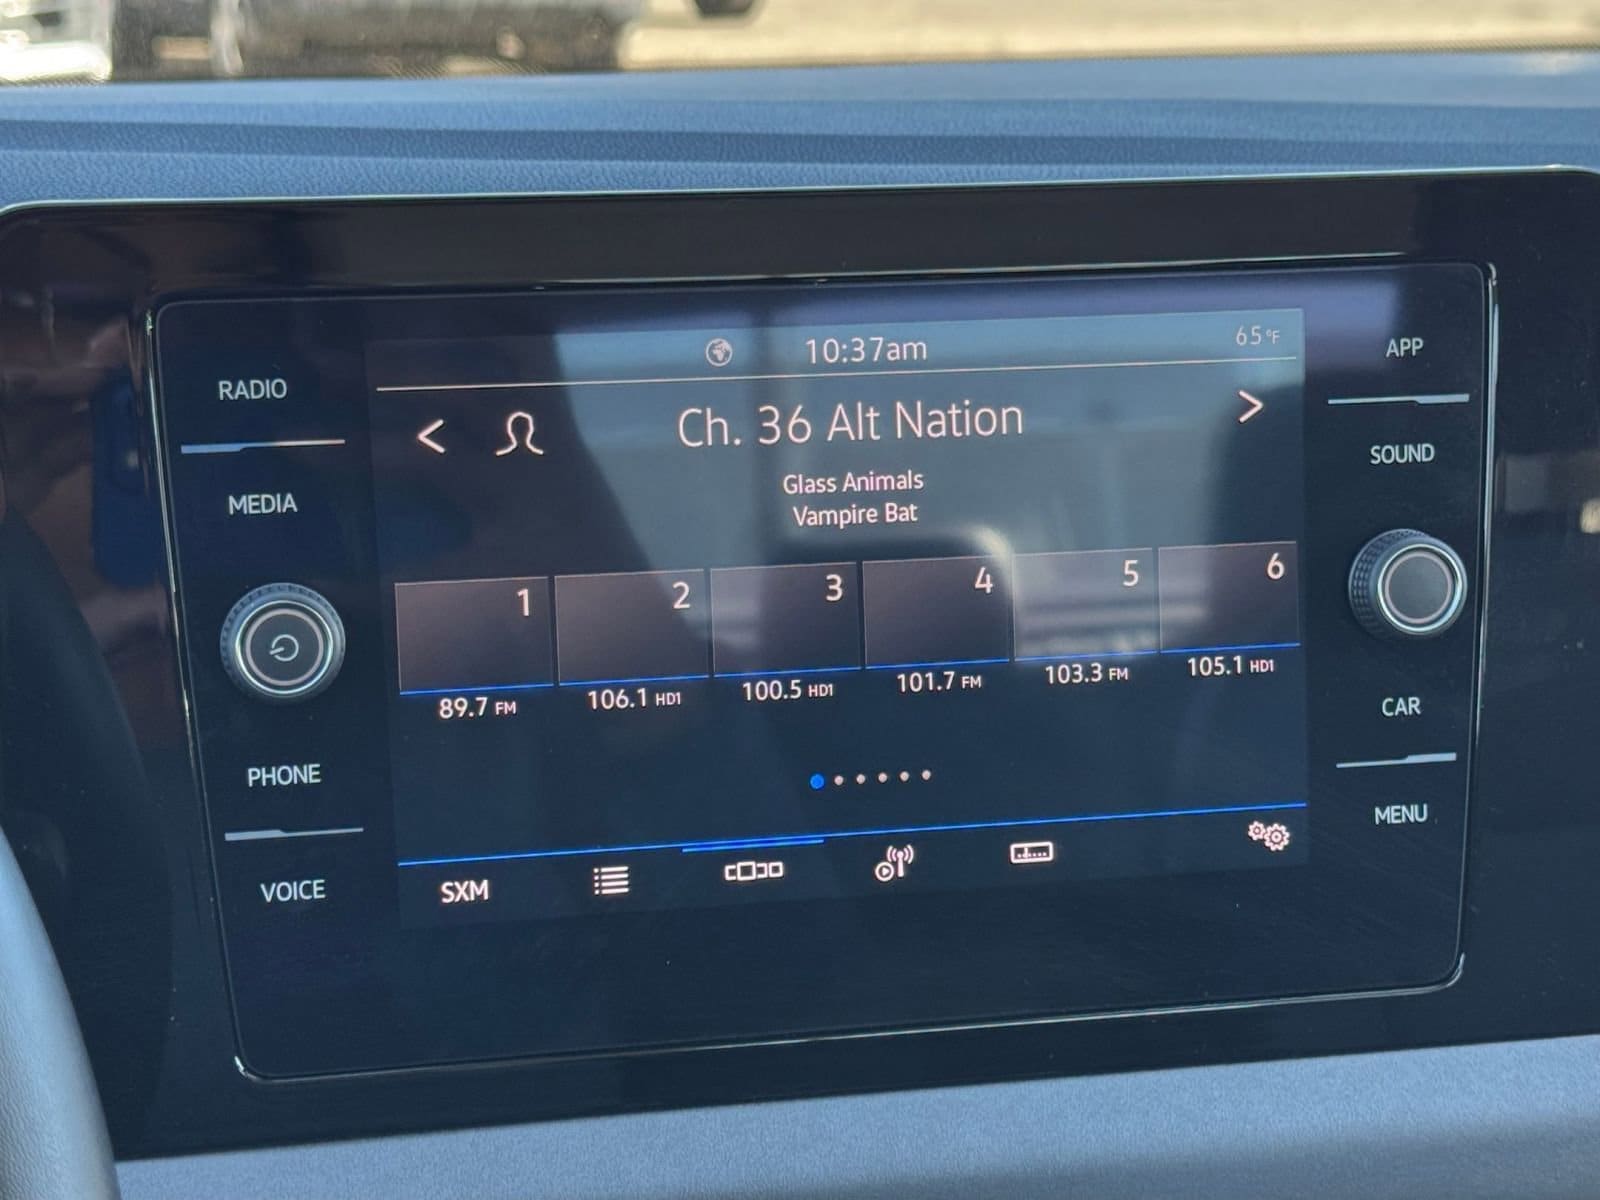 10:37am
65°F
RADIO
APP
Ch. 36 Alt Nation
MEDIA
SOUND
Glass Animals
Vampire Bat
1
2
3
4
5
6
89.7 FM
106.1 HD1
100.5 HD1
101.7 FM
103.3 FM
105.1 HD1
PHONE
CAR
VOICE
MENU
SXM